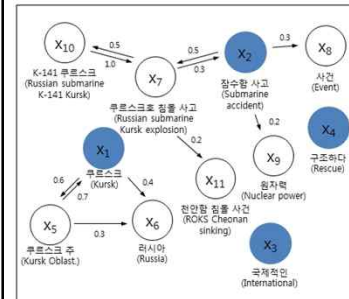 X10
K-141 쿠르스크
(Russian submarine
K-141 Kursk)
0.5
1.0
X7
쿠르스크호 침몰 사고
(Russian submarine
Kursk explosion)
0.5
0.3
X2
잠수함 사고
(Submarine
accident)
0.3
X8
사건
(Event)
X4
구조하다
(Rescue)
0.2
X9
원자력
(Nuclear power)
0.2
X11
천안함 침몰 사건
(ROKS Cheonan
sinking)
X1
쿠르스크
(Kursk)
0.6
0.7
0.4
X5
쿠르스크 주
(Kursk Oblast.)
0.3
X6
러시아
(Russia)
X3
국제적인
(International)